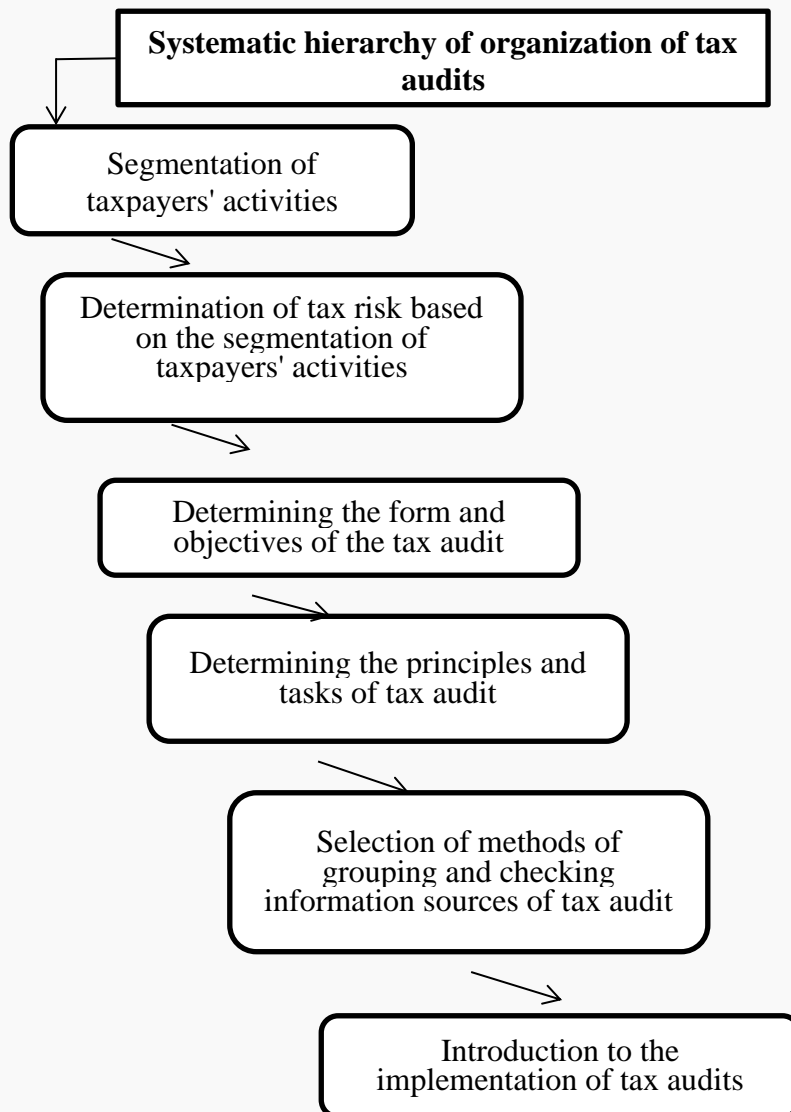 Systematic hierarchy of organization of tax
audits
Segmentation of
taxpayers' activities
Determination of tax risk based
on the segmentation of
taxpayers' activities
Determining the form and
objectives of the tax audit
Determining the principles and
tasks of tax audit
Selection of methods of
grouping and checking
information sources of tax audit
Introduction to the
implementation of tax audits